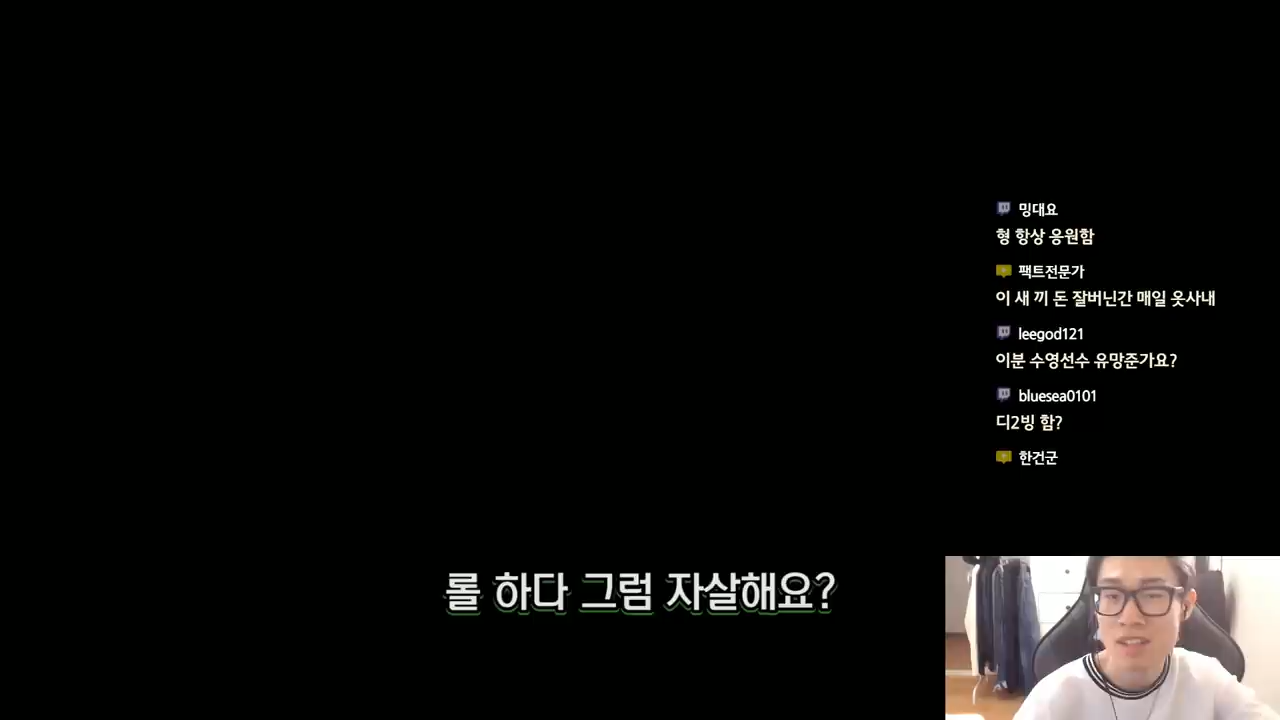 밍대요
형 항상 응원함
팩트전문가
이 새 끼 돈 잘버닌간 매일 옷사내
leegod121
이분 수영선수 유망준가요?
bluesea0101
디2빙 함?
한건군
롤 하다 그럼 자살해요?